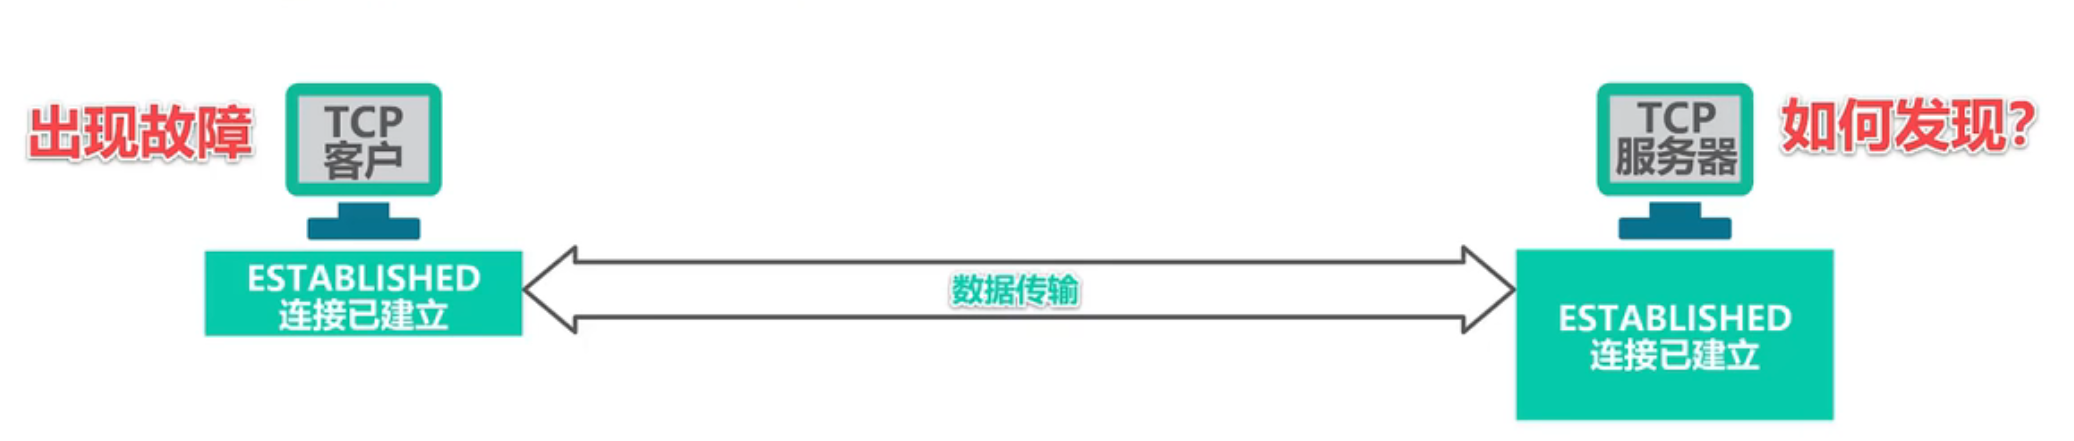 出现故障
TCP
客户
TCP
服务器
如何发现?
ESTABLISHED
连接已建立
数据传输
ESTABLISHED
连接已建立